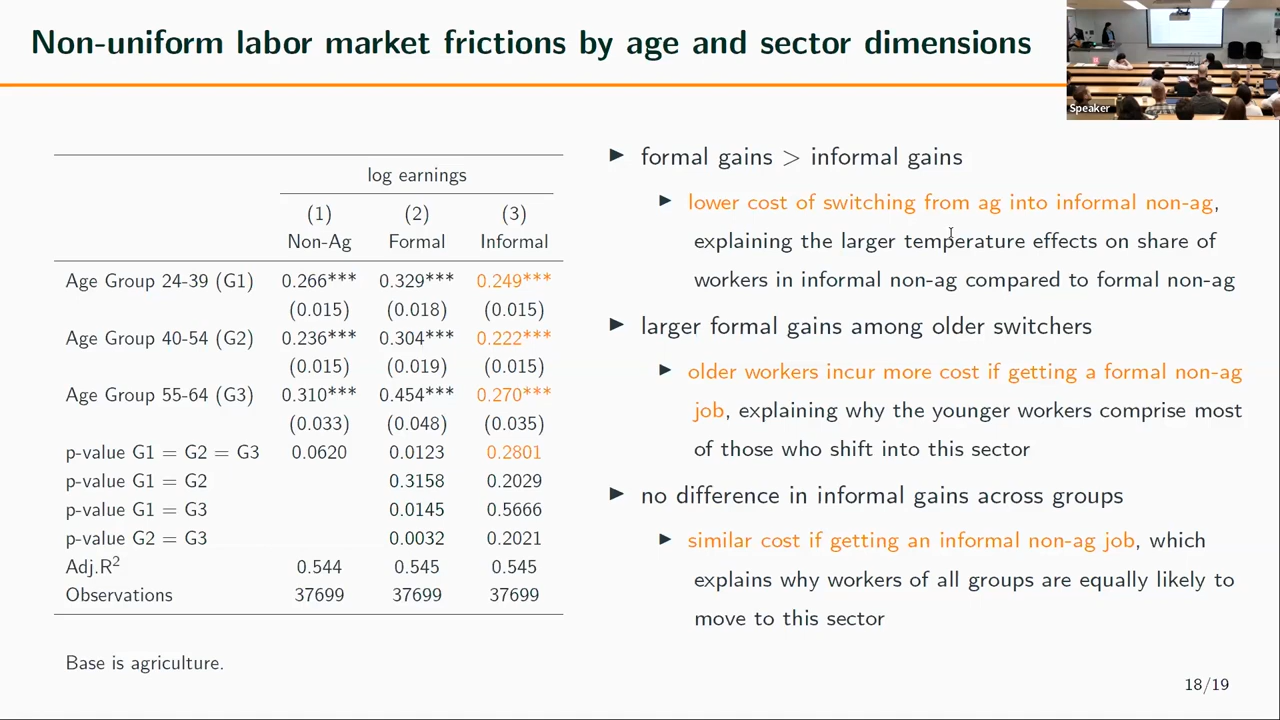 Non-uniform labor market frictions by age and sector dimensions
Speaker
log earnings
(1) (2) (3)
Non-Ag Formal Informal
Age Group 24-39 (G1) 0.266*** 0.329*** 0.249***
(0.015) (0.018) (0.015)
Age Group 40-54 (G2) 0.236*** 0.304*** 0.222***
(0.015) (0.019) (0.015)
Age Group 55-64 (G3) 0.310*** 0.454*** 0.270***
(0.033) (0.048) (0.035)
p-value G1 = G2 = G3 0.0620 0.0123 0.2801
p-value G1 = G2 0.3158 0.2029
p-value G1 = G3 0.0145 0.5666
p-value G2 = G3 0.0032 0.2021
Adj.R² 0.544 0.545 0.545
Observations 37699 37699 37699
Base is agriculture.
▶ formal gains > informal gains
▶ lower cost of switching from ag into informal non-ag,
explaining the larger temperature effects on share of
workers in informal non-ag compared to formal non-ag
▶ larger formal gains among older switchers
▶ older workers incur more cost if getting a formal non-ag
job, explaining why the younger workers comprise most
of those who shift into this sector
▶ no difference in informal gains across groups
▶ similar cost if getting an informal non-ag job, which
explains why workers of all groups are equally likely to
move to this sector
18/19